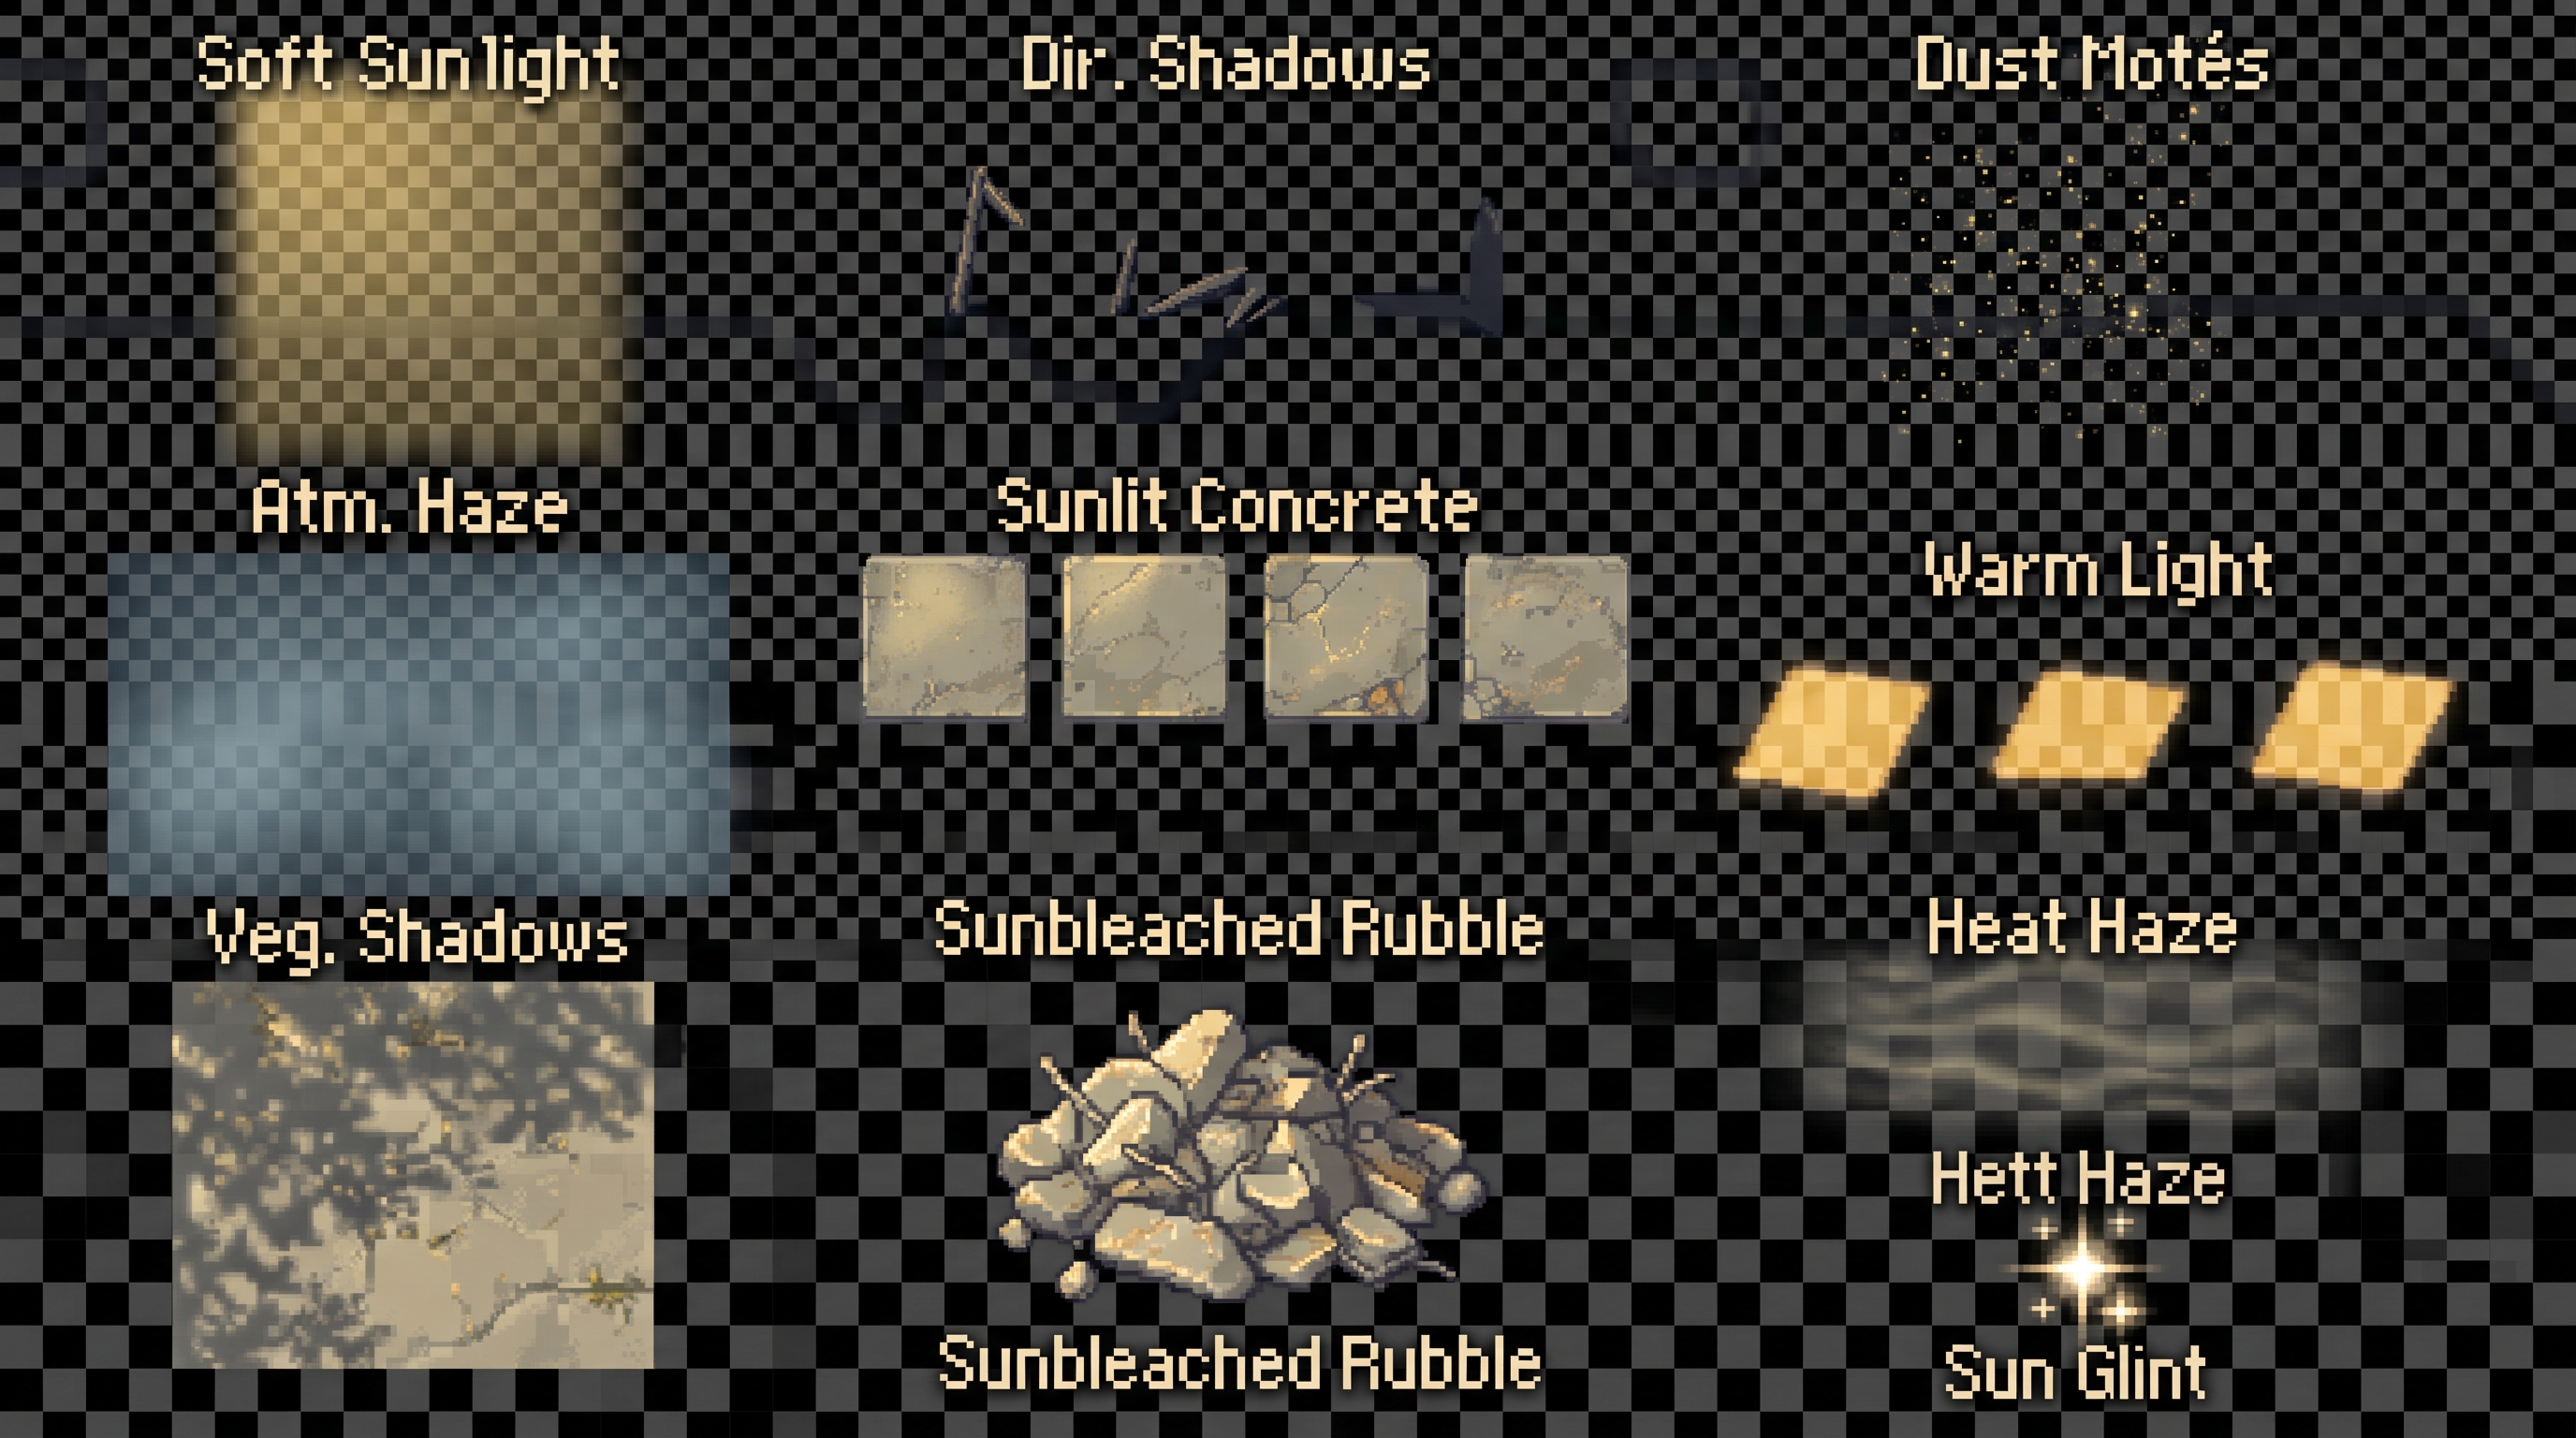 Soft Sunlight
Dir. Shadows
Dust Motés
Atm. Haze
Sunlit Concrete
Warm Light
Veg. Shadows
Sunbleached Rubble
Heat Haze
Hett Haze
Sunbleached Rubble
Sun Glint